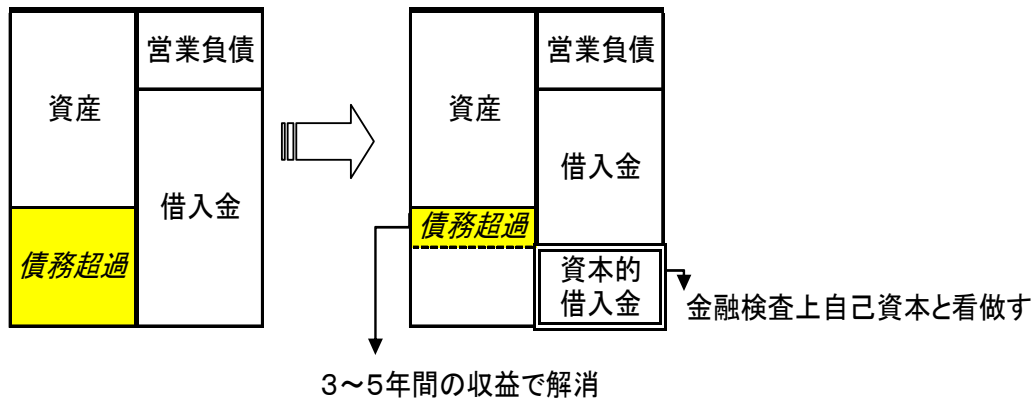 営業負債
資産
借入金
債務超過
営業負債
資産
借入金
債務超過
資本的
借入金
金融検査上自己資本と看做す
3~5年間の収益で解消